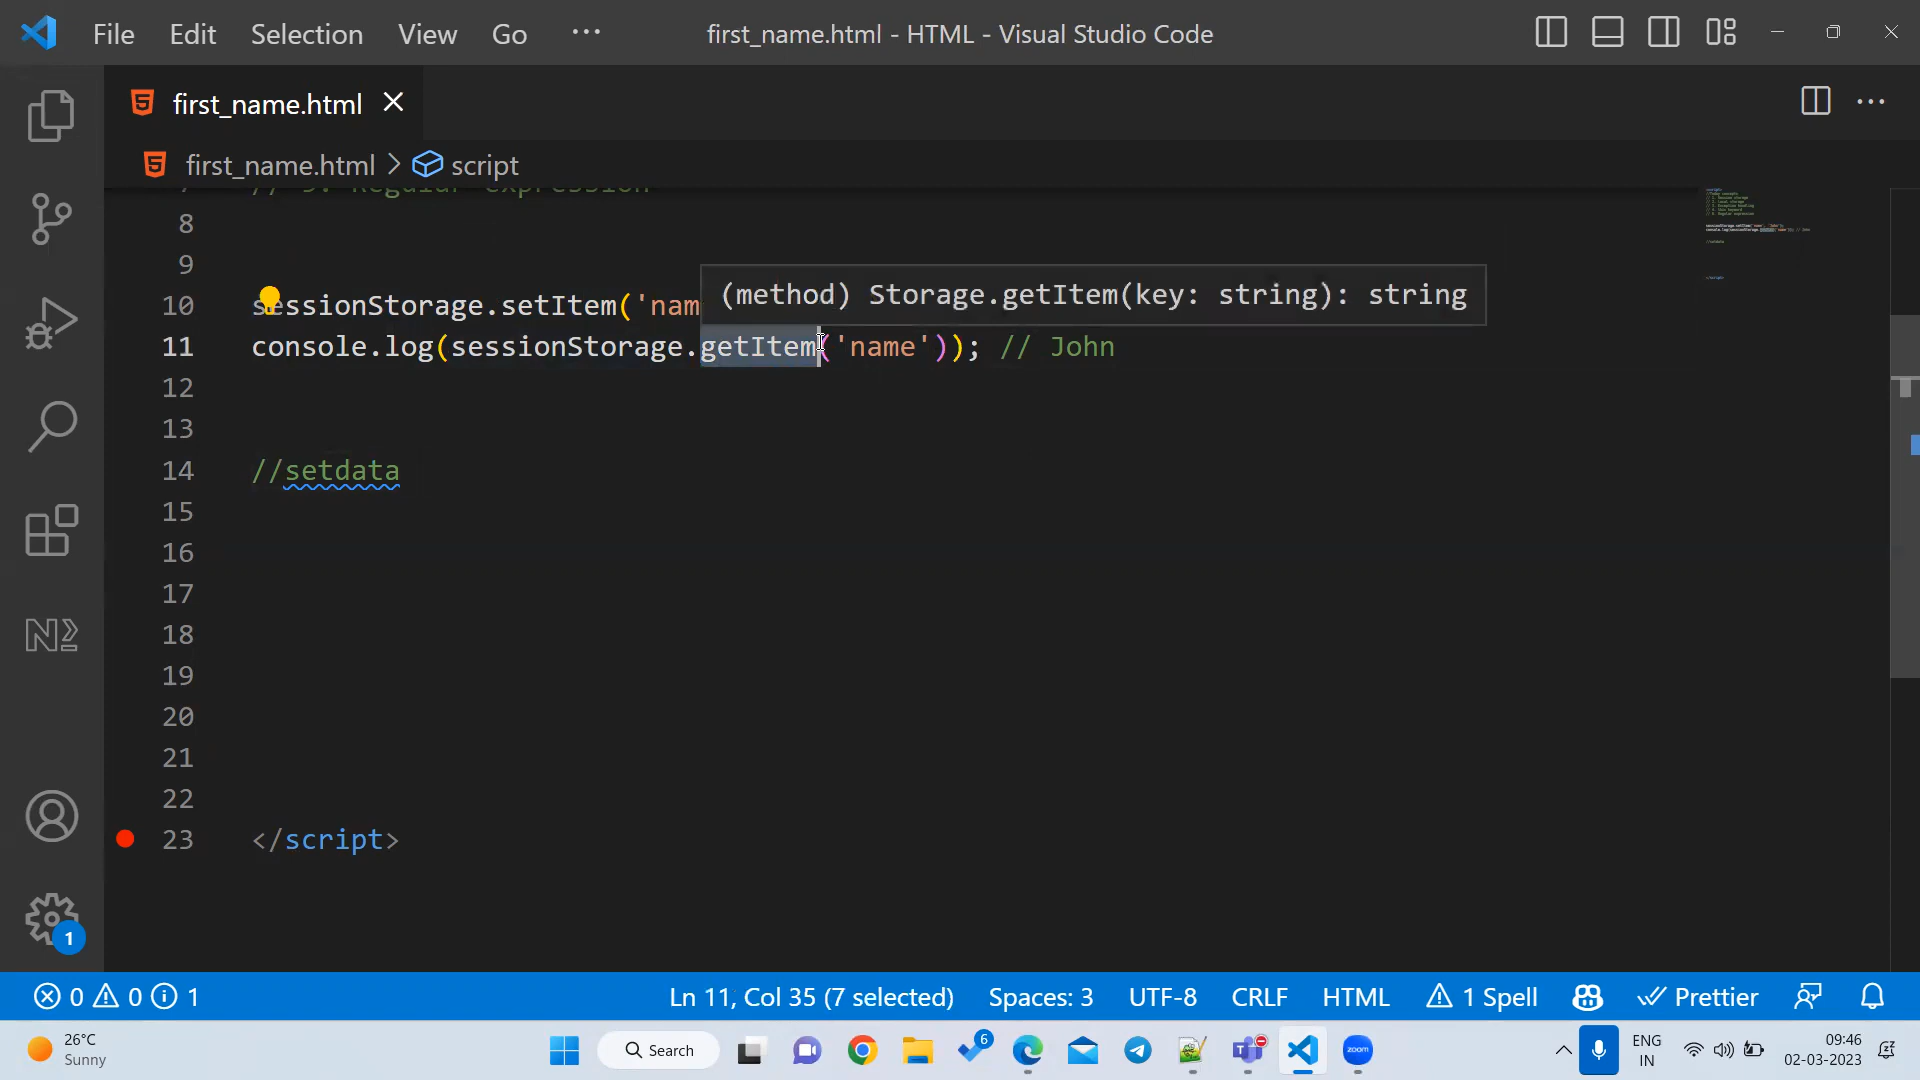 File Edit Selection View Go ··· first_name.html - HTML - Visual Studio Code
first_name.html
first_name.html > script
8
9
(method) Storage.getItem(key: string): string
10 sessionStorage.setItem('nam
11 console.log(sessionStorage.getItem('name')); // John
12
13
14 //setdata
15
16
17
18
19
20
21
22
23 </script>
1
0 0 1 Ln 11, Col 35 (7 selected) Spaces: 3 UTF-8 CRLF HTML 1 Spell Prettier
26°C
Sunny
Search
6
zoom
ENG
IN
09:46
02-03-2023